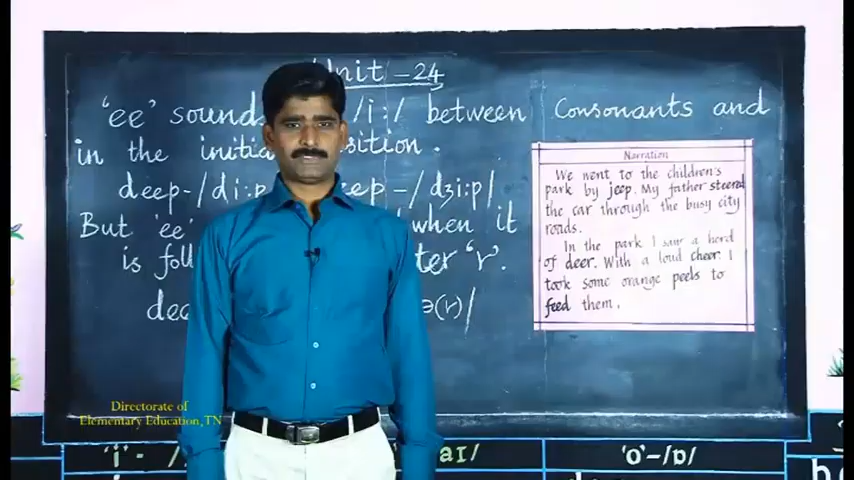 Unit - 24
'ee' sounds /i:/ between Consonants and
in the initial position.
deep - /di:p eep - /dʒi:p/
But 'ee' when it
is foll ter 'r'.
dee ə(r)/
Narration
We went to the children's
park by jeep. My father steered
the car through the busy city
roads.
In the park I saw a herd
of deer. With a loud cheer I
took some orange peels to
feed them.
Directorate of
Elementary Education,TN
'i' - /
aɪ/
'o' - /ɒ/